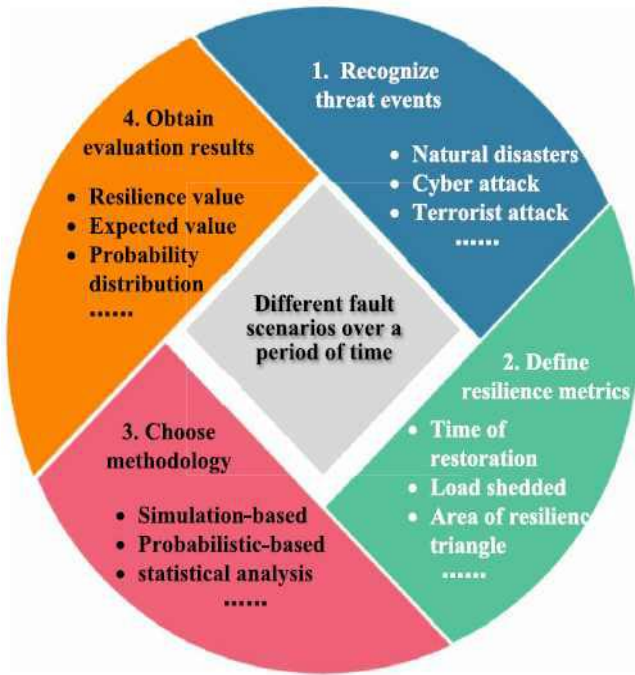 1. Recognize
threat events
• Natural disasters
• Cyber attack
• Terrorist attack
......
2. Define
resilience metrics
• Time of
restoration
• Load shedded
• Area of resilienc
triangle
......
3. Choose
methodology
• Simulation-based
• Probabilistic-based
• statistical analysis
......
4. Obtain
evaluation results
• Resilience value
• Expected value
• Probability
distribution
......
Different fault
scenarios over a
period of time